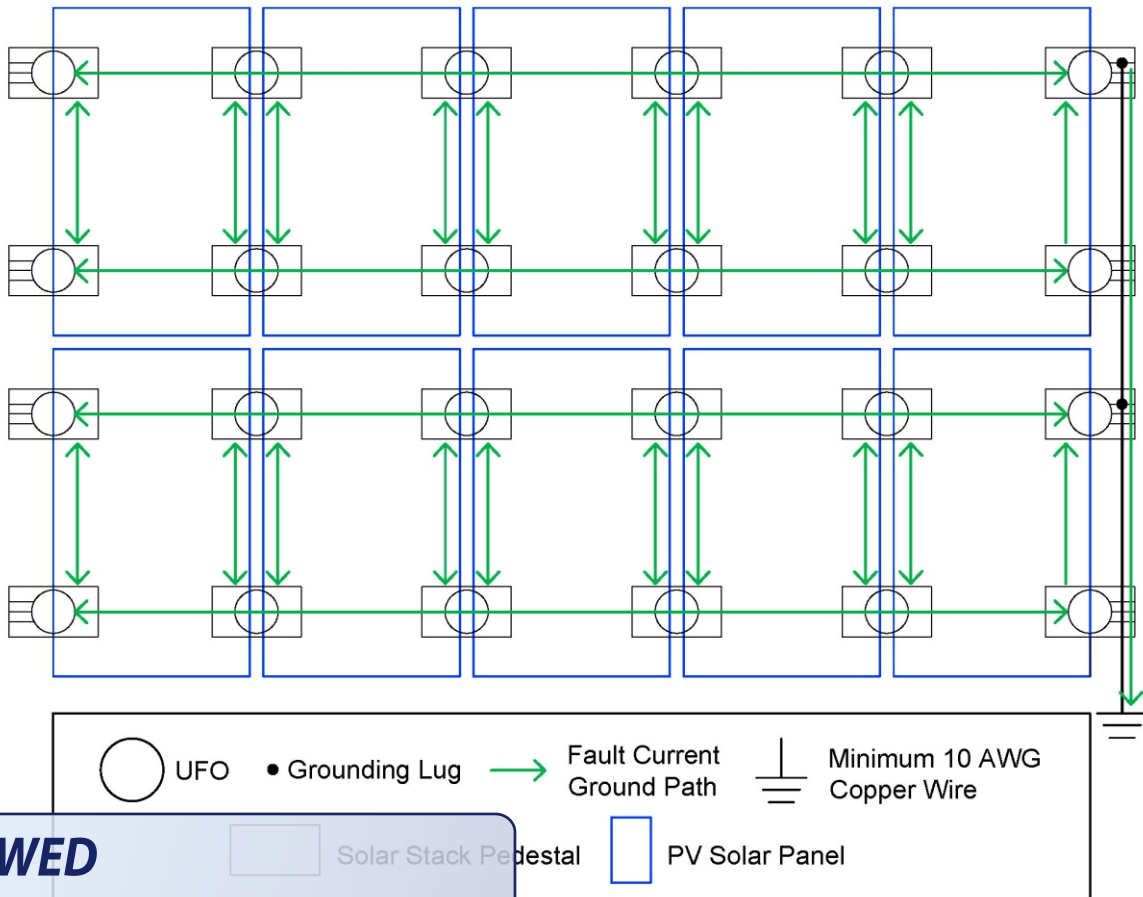 UFO
Grounding Lug
Fault Current
Ground Path
Minimum 10 AWG
Copper Wire
WED
Solar Stack Pedestal
PV Solar Panel